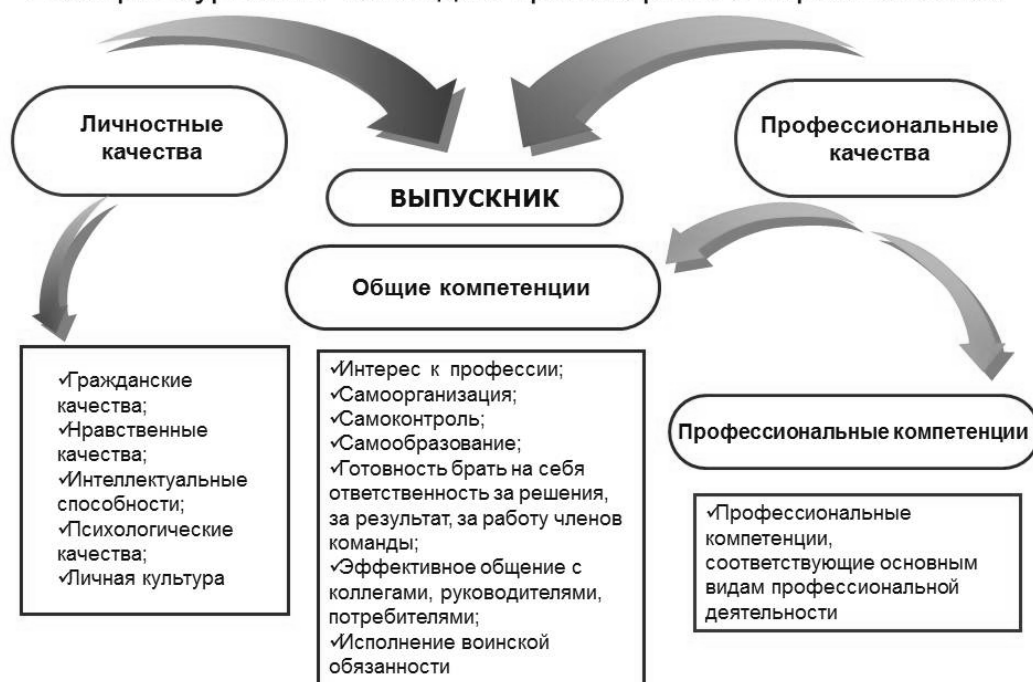 Личностные
качества
Профессиональные
качества
ВЫПУСКНИК
Общие компетенции
✓Гражданские
качества;
✓Нравственные
качества;
✓Интеллектуальные
способности;
✓Психологические
качества;
✓Личная культура
✓Интерес к профессии;
✓Самоорганизация;
✓Самоконтроль;
✓Самообразование;
✓Готовность брать на себя
ответственность за решения,
за результат, за работу членов
команды;
✓Эффективное общение с
коллегами, руководителями,
потребителями;
✓Исполнение воинской
обязанности
Профессиональные компетенции
✓Профессиональные
компетенции,
соответствующие основным
видам профессиональной
деятельности